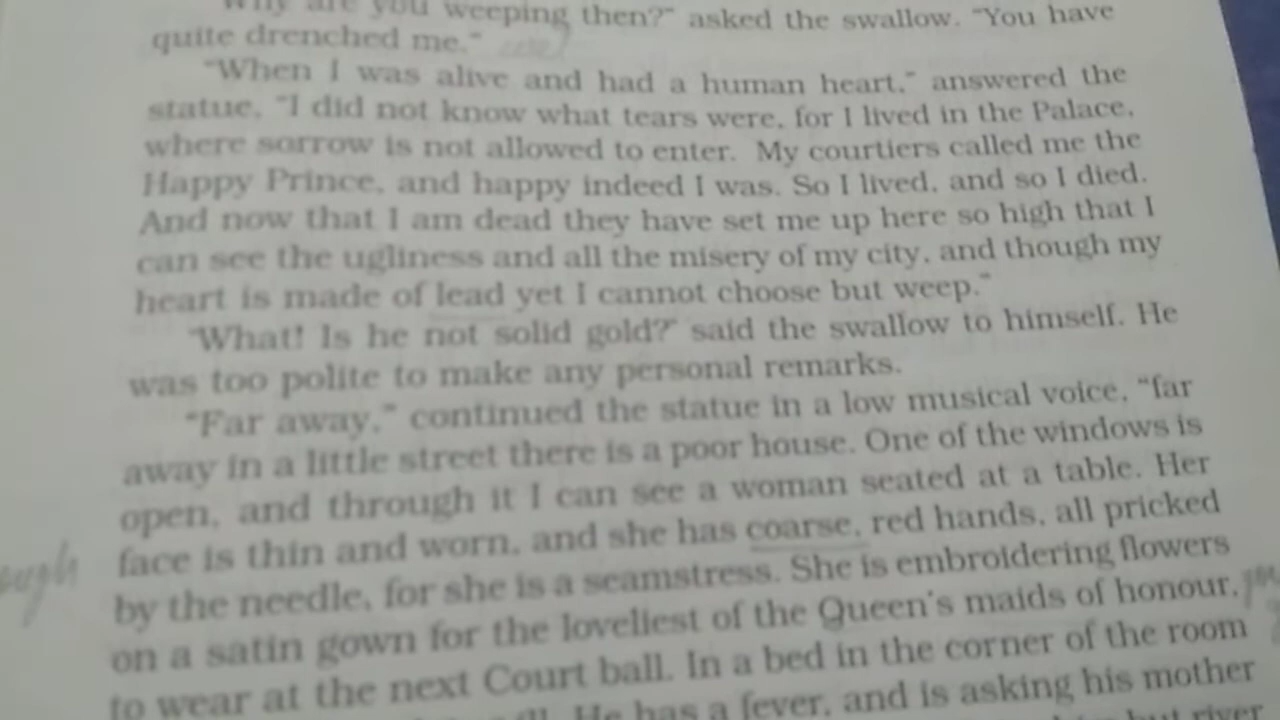 Why are you weeping then?" asked the swallow. "You have
quite drenched me."
"When I was alive and had a human heart," answered the
statue, "I did not know what tears were, for I lived in the Palace,
where sorrow is not allowed to enter. My courtiers called me the
Happy Prince, and happy indeed I was. So I lived, and so I died.
And now that I am dead they have set me up here so high that I
can see the ugliness and all the misery of my city, and though my
heart is made of lead yet I cannot choose but weep."
"What! Is he not solid gold?" said the swallow to himself. He
was too polite to make any personal remarks.
"Far away," continued the statue in a low musical voice, "far
away in a little street there is a poor house. One of the windows is
open, and through it I can see a woman seated at a table. Her
face is thin and worn, and she has coarse, red hands, all pricked
by the needle, for she is a seamstress. She is embroidering flowers
on a satin gown for the loveliest of the Queen's maids of honour,
to wear at the next Court ball. In a bed in the corner of the room
He has a fever, and is asking his mother
but river